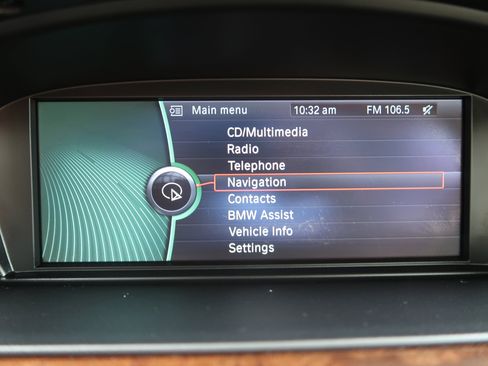 Main menu 10:32 am FM 106.5
CD/Multimedia
Radio
Telephone
Navigation
Contacts
BMW Assist
Vehicle Info
Settings